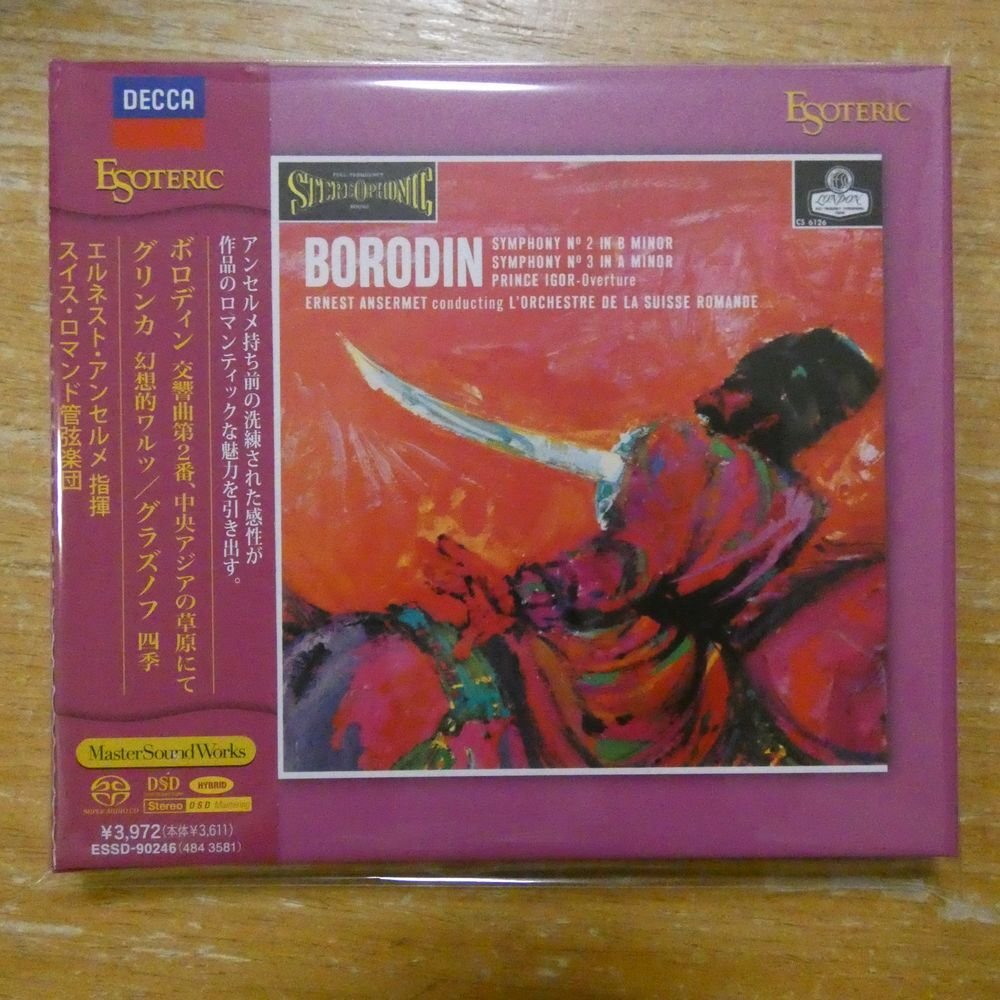 DECCA
ESOTERIC
アンセルメ持ち前の洗練された感性が
作品のロマンティックな魅力を引き出す。
ボロディン 交響曲第2番、中央アジアの草原にて
グリンカ 幻想的ワルツ／グラズノフ 四季
エルネスト・アンセルメ 指揮
スイス・ロマンド管弦楽団
MasterSoundWorks
SUPER AUDIO CD
DSD
HYBRID
Stereo DSD Mastering
¥3,972(本体¥3,611)
ESSD-90246(484 3581)
ESOTERIC
FULL FREQUENCY
STEREOPHONIC
SOUND
LONDON
CS 6126
BORODIN
SYMPHONY Nº 2 IN B MINOR
SYMPHONY Nº 3 IN A MINOR
PRINCE IGOR-Overture
ERNEST ANSERMET conducting L'ORCHESTRE DE LA SUISSE ROMANDE